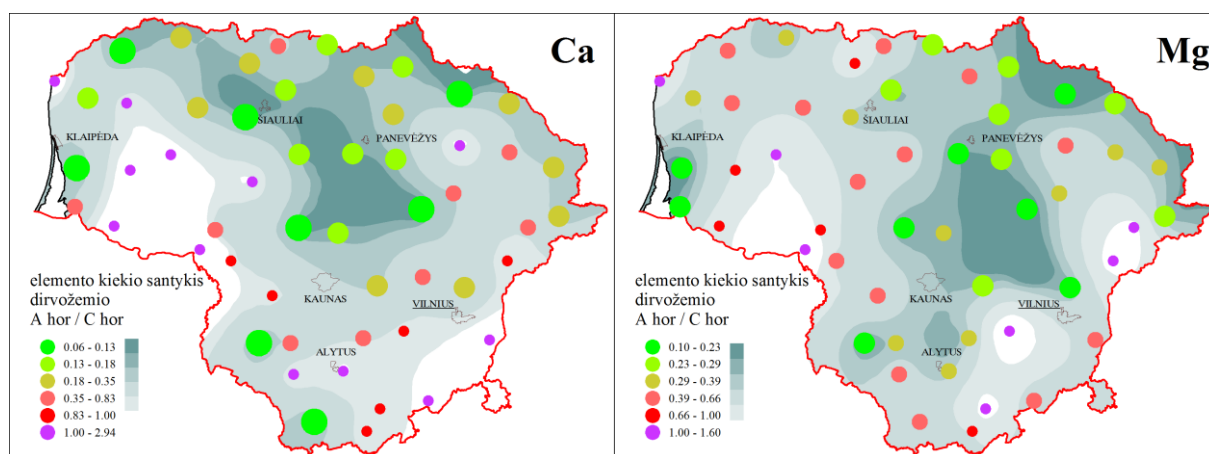 Ca
ŠIAULIAI
KLAIPĖDA
PANEVĖŽYS
KAUNAS
VILNIUS
ALYTUS
elemento kiekio santykis
dirvožemio
A hor / C hor
0.06 - 0.13
0.13 - 0.18
0.18 - 0.35
0.35 - 0.83
0.83 - 1.00
1.00 - 2.94
Mg
ŠIAULIAI
KLAIPĖDA
PANEVĖŽYS
KAUNAS
VILNIUS
ALYTUS
elemento kiekio santykis
dirvožemio
A hor / C hor
0.10 - 0.23
0.23 - 0.29
0.29 - 0.39
0.39 - 0.66
0.66 - 1.00
1.00 - 1.60